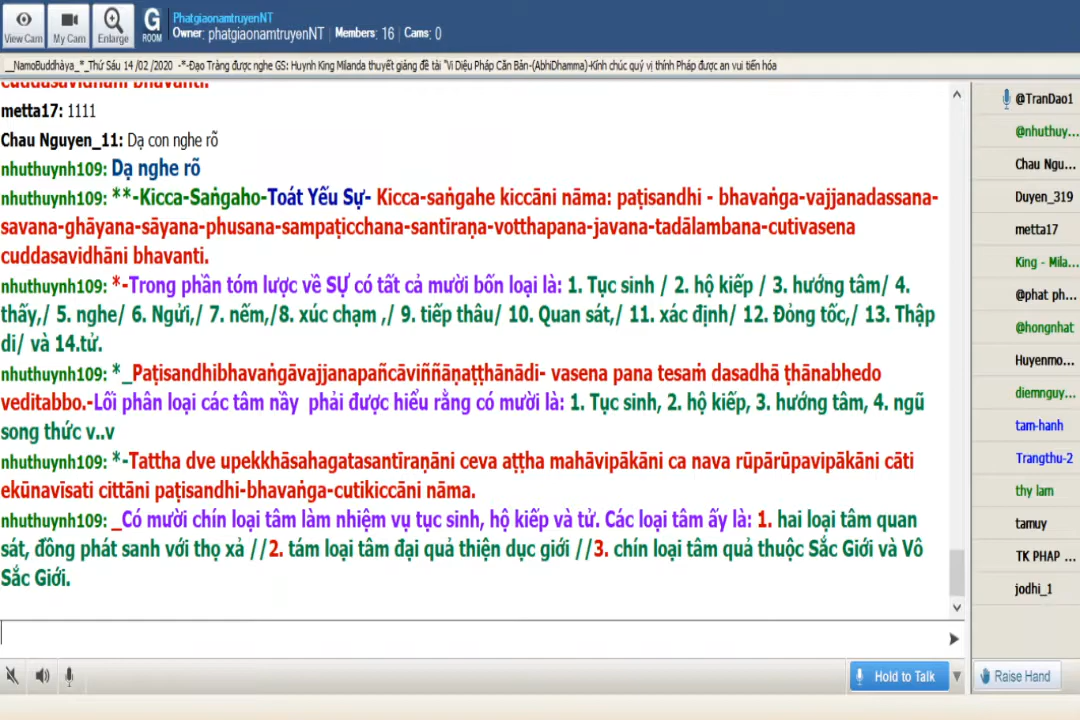 View Cam
My Cam
Enlarge
G
ROOM
PhatgiaonamtruyenNT
Owner: phatgiaonamtruyenNT | Members: 16 | Cams: 0
__NamoBuddhàya_*_Thứ Sáu 14 /02 /2020 -*-Đạo Tràng được nghe GS: Huynh King Milanda thuyết giảng đề tài "Vi Diệu Pháp Căn Bản-(AbhiDhamma)-Kính chúc quý vị thính Pháp được an vui tiến hóa
cuddasavidhāni bhavanti.
metta17: 1111
Chau Nguyen_11: Dạ con nghe rõ
nhuthuynh109: Dạ nghe rõ
nhuthuynh109: **-Kicca-Saṅgaho-Toát Yếu Sự- Kicca-saṅgahe kiccāni nāma: paṭisandhi - bhavaṅga-vajjanadassana-
savana-ghāyana-sāyana-phusana-sampaṭicchana-santīraṇa-votthapana-javana-tadālambana-cutivasena
cuddasavidhāni bhavanti.
nhuthuynh109: *-Trong phần tóm lược về SỰ có tất cả mười bốn loại là: 1. Tục sinh / 2. hộ kiếp / 3. hướng tâm/ 4.
thấy,/ 5. nghe/ 6. Ngửi,/ 7. nếm,/8. xúc chạm ,/ 9. tiếp thâu/ 10. Quan sát,/ 11. xác định/ 12. Đỏng tốc,/ 13. Thập
di/ và 14.tử.
nhuthuynh109: *_Paṭisandhibhavaṅgāvajjanapañcāviññāṇaṭṭhānādi- vasena pana tesaṁ dasadhā ṭhānabhedo
veditabbo.-Lối phân loại các tâm nầy phải được hiểu rằng có mười là: 1. Tục sinh, 2. hộ kiếp, 3. hướng tâm, 4. ngũ
song thức v..v
nhuthuynh109: *-Tattha dve upekkhāsahagatasantīraṇāni ceva aṭṭha mahāvipākāni ca nava rūpārūpavipākāni cāti
ekūnavīsati cittāni paṭisandhi-bhavaṅga-cutikiccāni nāma.
nhuthuynh109: _Có mười chín loại tâm làm nhiệm vụ tục sinh, hộ kiếp và tử. Các loại tâm ấy là: 1. hai loại tâm quan
sát, đồng phát sanh với thọ xả //2. tám loại tâm đại quả thiện dục giới //3. chín loại tâm quả thuộc Sắc Giới và Vô
Sắc Giới.
@TranDao1
@nhuthuy...
Chau Ngu...
Duyen_319
metta17
King - Mila...
@phat ph...
@hongnhat
Huyenmo...
diemnguy...
tam-hanh
Trangthu-2
thy lam
tamuy
TK PHAP ...
jodhi_1
Hold to Talk
Raise Hand